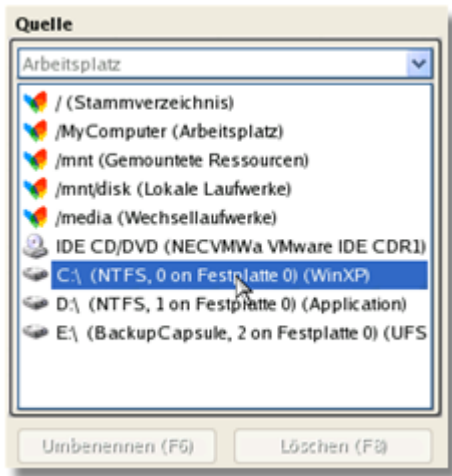 Quelle
Arbeitsplatz
/ (Stammverzeichnis)
/MyComputer (Arbeitsplatz)
/mnt (Gemountete Ressourcen)
/mnt/disk (Lokale Laufwerke)
/media (Wechsellaufwerke)
IDE CD/DVD (NECVMWa VMware IDE CDR1)
C:\ (NTFS, 0 on Festplatte 0) (WinXP)
D:\ (NTFS, 1 on Festplatte 0) (Application)
E:\ (BackupCapsule, 2 on Festplatte 0) (UFS
Umbenennen (F6) Löschen (F8)